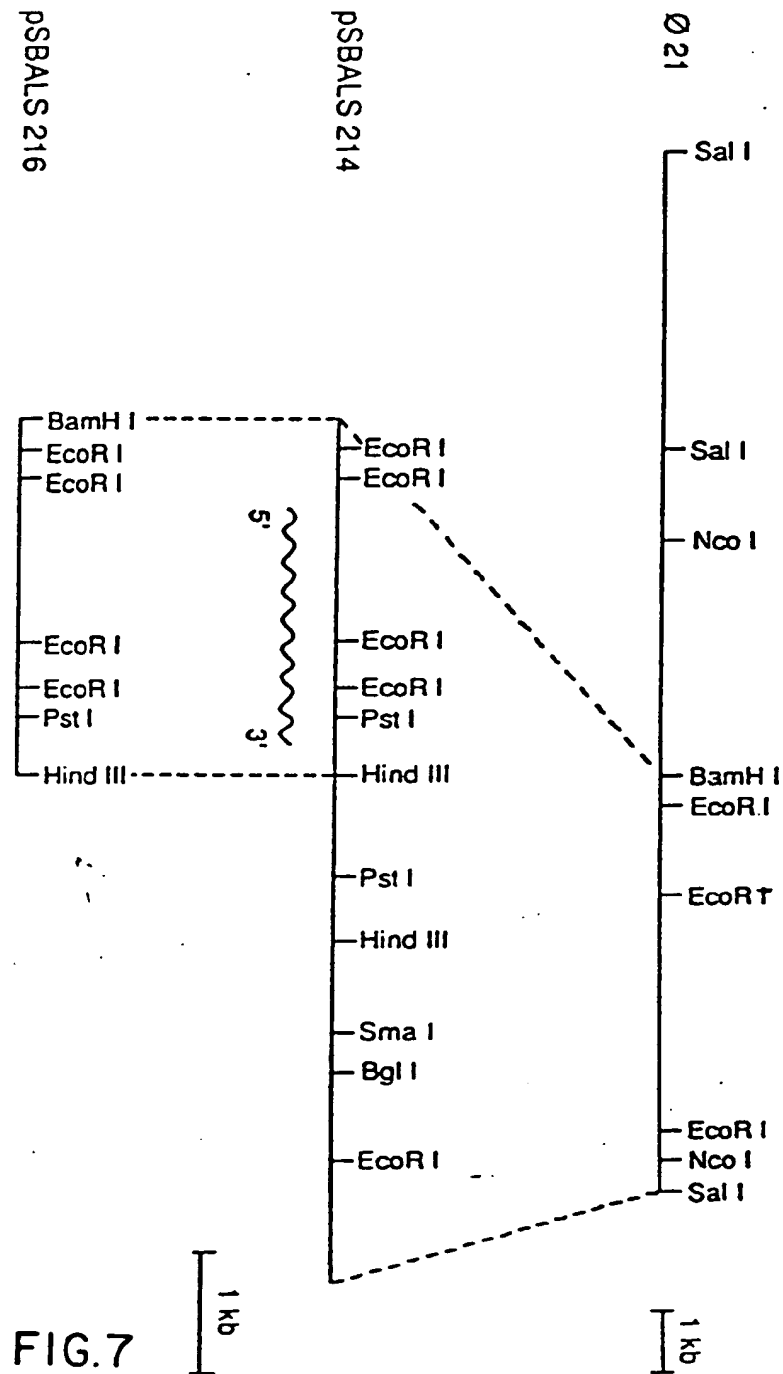 Ø 21
Sal I
Sal I
Nco I
BamH I
EcoR.I
EcoR I
EcoR I
Nco I
Sal I
1 kb
pSBALS 214
EcoR I
EcoR I
EcoR I
EcoR I
Pst I
Hind III
Pst I
Hind III
Sma I
Bgl I
EcoR I
5'
3'
1 kb
pSBALS 216
BamH I
EcoR I
EcoR I
EcoR I
EcoR I
Pst I
Hind III
FIG.7